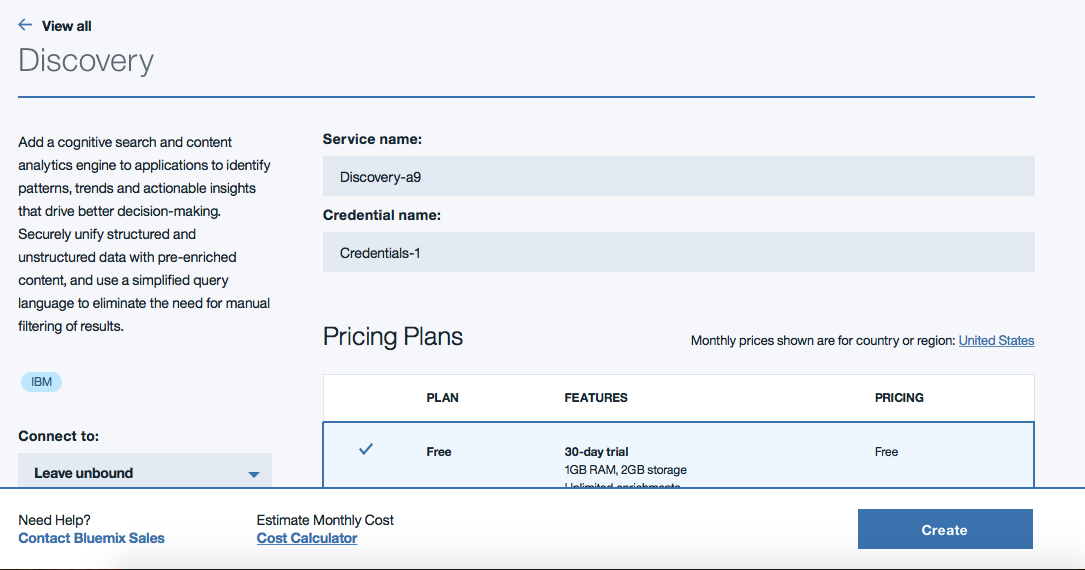 View all
Discovery
Add a cognitive search and content
analytics engine to applications to identify
patterns, trends and actionable insights
that drive better decision-making.
Securely unify structured and
unstructured data with pre-enriched
content, and use a simplified query
language to eliminate the need for manual
filtering of results.
IBM
Connect to:
Leave unbound
Service name:
Discovery-a9
Credential name:
Credentials-1
Pricing Plans
Monthly prices shown are for country or region: United States
PLAN FEATURES PRICING
Free 30-day trial Free
1GB RAM, 2GB storage
Unlimited enrichments
Need Help?
Contact Bluemix Sales
Estimate Monthly Cost
Cost Calculator
Create